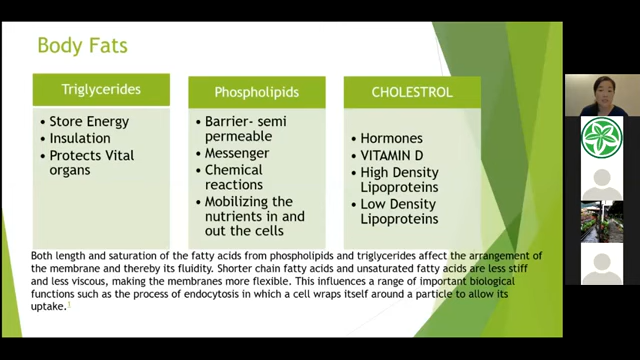 Body Fats
Triglycerides
• Store Energy
• Insulation
• Protects Vital
organs
Phospholipids
• Barrier- semi
permeable
• Messenger
• Chemical
reactions
• Mobilizing the
nutrients in and
out the cells
CHOLESTROL
• Hormones
• VITAMIN D
• High Density
Lipoproteins
• Low Density
Lipoproteins
Both length and saturation of the fatty acids from phospholipids and triglycerides affect the arrangement of
the membrane and thereby its fluidity. Shorter chain fatty acids and unsaturated fatty acids are less stiff
and less viscous, making the membranes more flexible. This influences a range of important biological
functions such as the process of endocytosis in which a cell wraps itself around a particle to allow its
uptake.¹